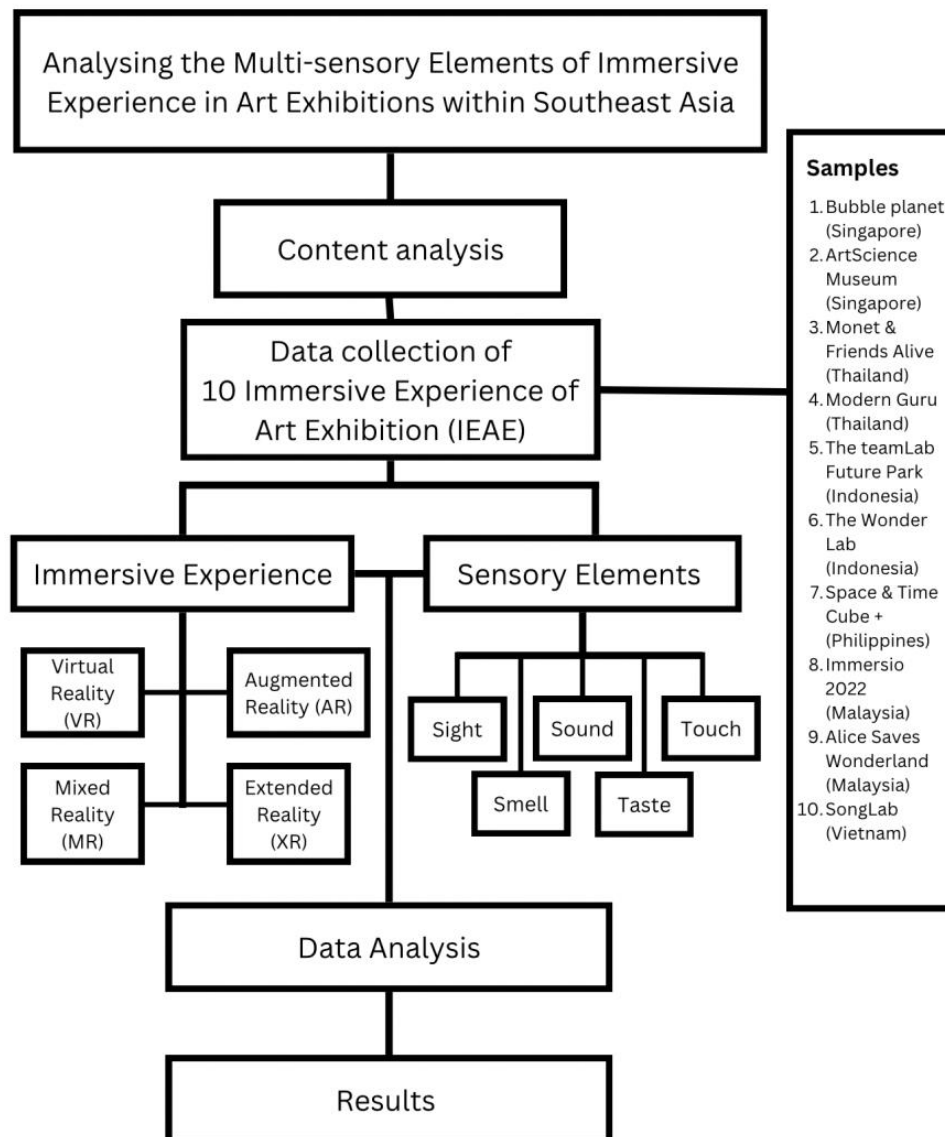 Analysing the Multi-sensory Elements of Immersive
Experience in Art Exhibitions within Southeast Asia
Content analysis
Data collection of
10 Immersive Experience of
Art Exhibition (IEAE)
Samples
1. Bubble planet
(Singapore)
2. ArtScience
Museum
(Singapore)
3. Monet &
Friends Alive
(Thailand)
4. Modern Guru
(Thailand)
5. The teamLab
Future Park
(Indonesia)
6. The Wonder
Lab
(Indonesia)
7. Space & Time
Cube +
(Philippines)
8. Immersio
2022
(Malaysia)
9. Alice Saves
Wonderland
(Malaysia)
10. SongLab
(Vietnam)
Immersive Experience
Sensory Elements
Virtual
Reality
(VR)
Augmented
Reality (AR)
Mixed
Reality
(MR)
Extended
Reality
(XR)
Sight
Sound
Touch
Smell
Taste
Data Analysis
Results